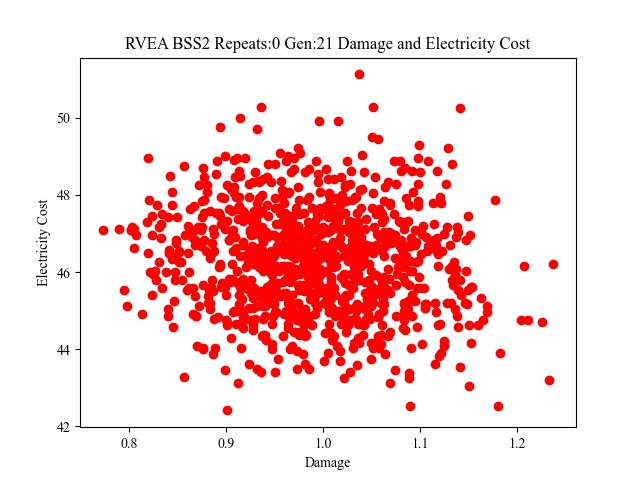 RVEA BSS2 Repeats:0 Gen:21 Damage and Electricity Cost
Electricity Cost
50
48
46
44
42
0.8 0.9 1.0 1.1 1.2
Damage